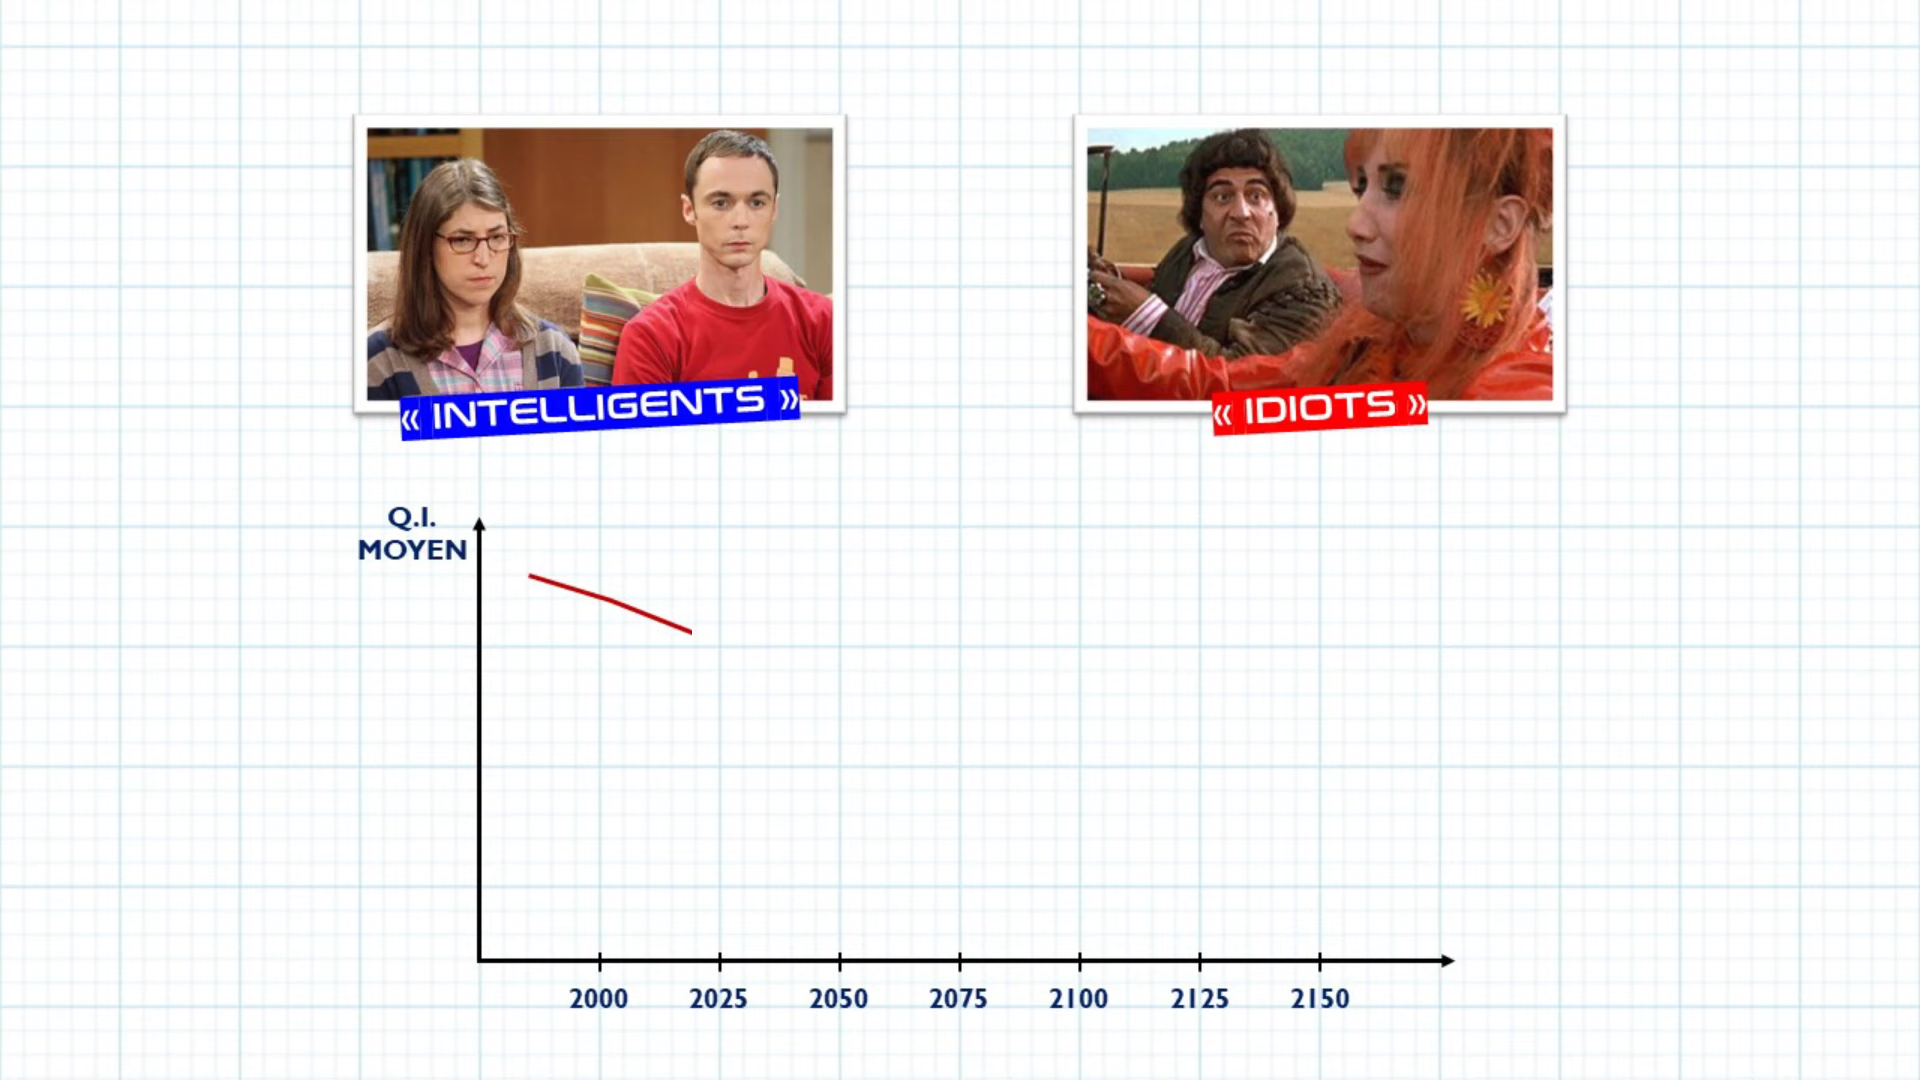 « INTELLIGENTS »
« IDIOTS »
Q.I.
MOYEN
2000 2025 2050 2075 2100 2125 2150